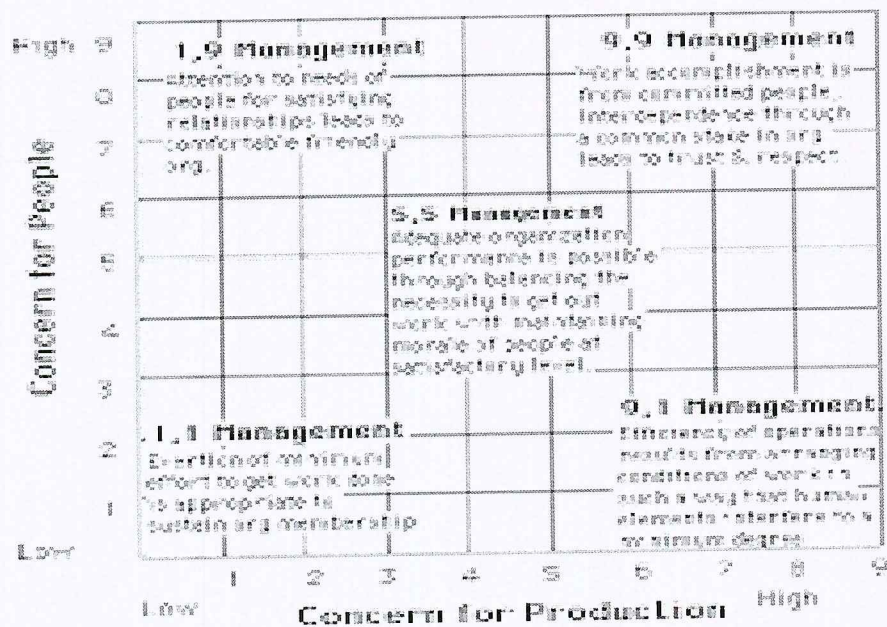 High 9
1,9 Management
attention to needs of
people for satisfying
relationships leads to
comfortable friendly
org.
9,9 Management
Work accomplishment is
from committed people,
Interdependence through
a common stake in org
leads to trust & respect
8
7
6
5
4
3
2
1
Concern for People
5,5 Management
Adequate organization
performance is possible
through balancing the
necessity to get out
work with maintaining
morale of people at
satisfactory level.
1,1 Management
Exertion of minimum
effort to get work done
is appropriate to
sustain org membership
9,1 Management
Efficiency of operations
results from arranging
conditions of work in
such a way have human
elements interfere to a
minimum degree
Low
1 2 3 4 5 6 7 8 9
Low Concern for Production High